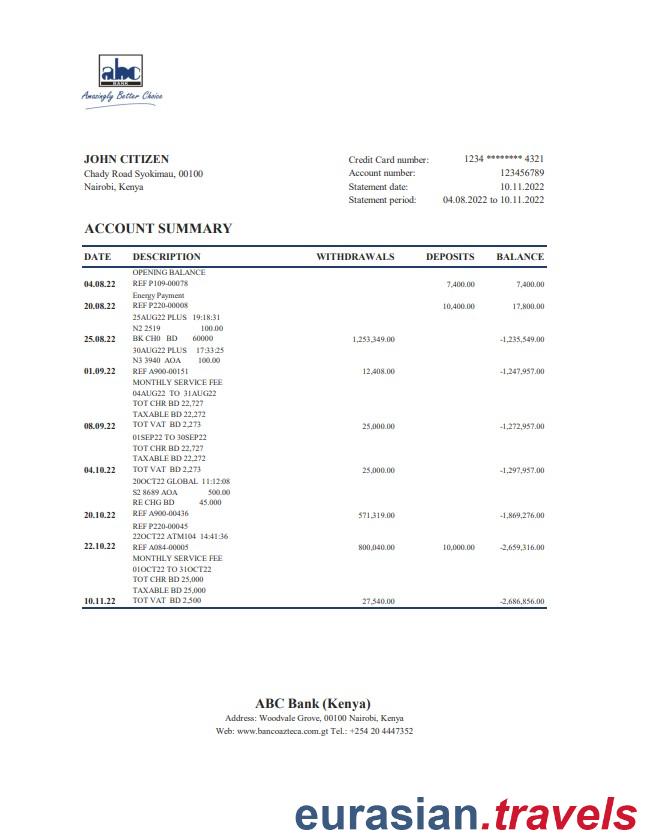 abc
BANK
Amazingly Better Choice
JOHN CITIZEN
Chady Road Syokimau, 00100
Nairobi, Kenya
Credit Card number: 1234 ******** 4321
Account number: 123456789
Statement date: 10.11.2022
Statement period: 04.08.2022 to 10.11.2022
ACCOUNT SUMMARY
DATE DESCRIPTION WITHDRAWALS DEPOSITS BALANCE
OPENING BALANCE
04.08.22 REF P109-00078 7,400.00 7,400.00
Energy Payment
20.08.22 REF P220-00008 10,400.00 17,800.00
25AUG22 PLUS 19:18:31
N2 2519 100.00
25.08.22 BK CH0 BD 60000 1,253,349.00 -1,235,549.00
30AUG22 PLUS 17:33:25
N3 3940 AOA 100.00
01.09.22 REF A900-00151 12,408.00 -1,247,957.00
MONTHLY SERVICE FEE
04AUG22 TO 31AUG22
TOT CHR BD 22,727
TAXABLE BD 22,272
08.09.22 TOT VAT BD 2,273 25,000.00 -1,272,957.00
01SEP22 TO 30SEP22
TOT CHR BD 22,727
TAXABLE BD 22,272
04.10.22 TOT VAT BD 2,273 25,000.00 -1,297,957.00
20OCT22 GLOBAL 11:12:08
S2 8689 AOA 500.00
RE CHG BD 45.000
20.10.22 REF A900-00436 571,319.00 -1,869,276.00
REF P220-00045
22OCT22 ATM104 14:41:36
22.10.22 REF A084-00005 800,040.00 10,000.00 -2,659,316.00
MONTHLY SERVICE FEE
01OCT22 TO 31OCT22
TOT CHR BD 25,000
TAXABLE BD 25,000
10.11.22 TOT VAT BD 2,500 27,540.00 -2,686,856.00
ABC Bank (Kenya)
Address: Woodvale Grove, 00100 Nairobi, Kenya
Web: www.bancoazteca.com.gt Tel.: +254 20 4447352
eurasian.travels